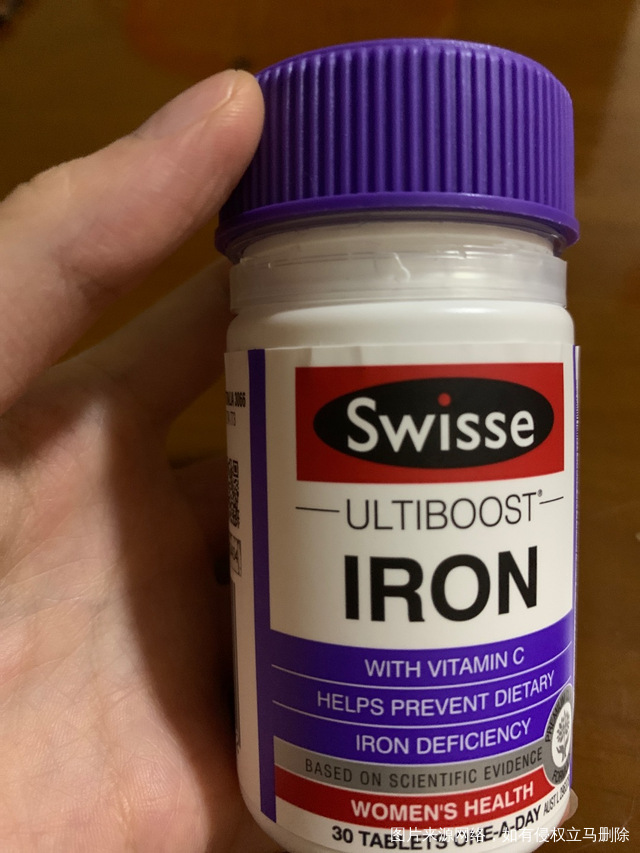 Swisse
ULTIBOOST®
IRON
WITH VITAMIN C
HELPS PREVENT DIETARY
IRON DEFICIENCY
BASED ON SCIENTIFIC EVIDENCE
WOMEN'S HEALTH
30 TABLETS ONE-A-DAY
图片来源网络，如有侵权立马删除